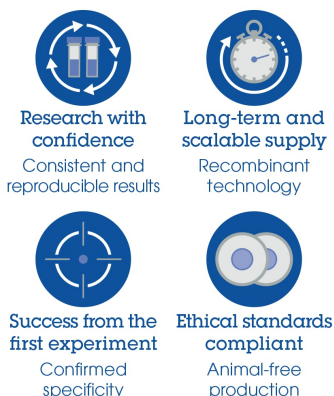 Research with
confidence
Consistent and
reproducible results
Long-term and
scalable supply
Recombinant
technology
Success from the
first experiment
Confirmed
specificity
Ethical standards
compliant
Animal-free
production